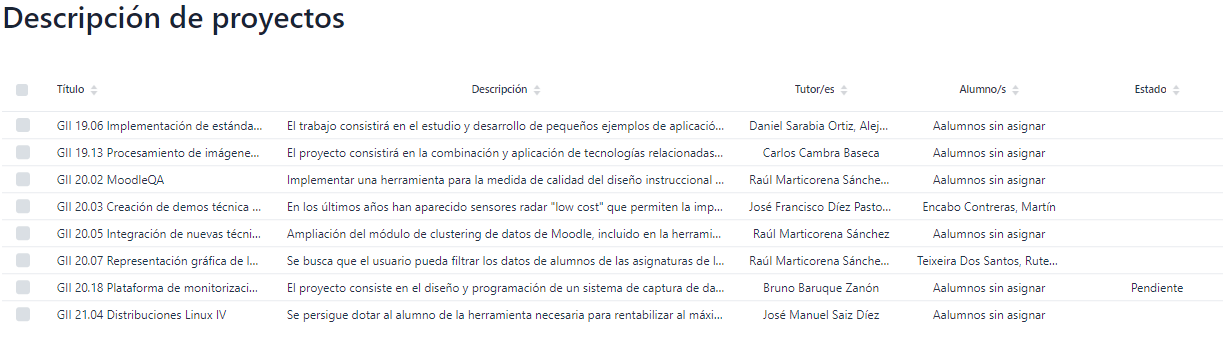 Descripción de proyectos
Título Descripción Tutor/es Alumno/s Estado
GII 19.06 Implementación de estánda... El trabajo consistirá en el estudio y desarrollo de pequeños ejemplos de aplicació... Daniel Sarabia Ortiz, Alej... Aalumnos sin asignar
GII 19.13 Procesamiento de imágene... El proyecto consistirá en la combinación y aplicación de tecnologías relacionadas... Carlos Cambra Baseca Aalumnos sin asignar
GII 20.02 MoodleQA Implementar una herramienta para la medida de calidad del diseño instruccional ... Raúl Marticorena Sánche... Aalumnos sin asignar
GII 20.03 Creación de demos técnica ... En los últimos años han aparecido sensores radar "low cost" que permiten la imp... José Francisco Díez Pasto... Encabo Contreras, Martín
GII 20.05 Integración de nuevas técni... Ampliación del módulo de clustering de datos de Moodle, incluido en la herrami... Raúl Marticorena Sánchez Aalumnos sin asignar
GII 20.07 Representación gráfica de l... Se busca que el usuario pueda filtrar los datos de alumnos de las asignaturas de l... Raúl Marticorena Sánche... Teixeira Dos Santos, Rute...
GII 20.18 Plataforma de monitorizaci... El proyecto consiste en el diseño y programación de un sistema de captura de da... Bruno Baruque Zanón Aalumnos sin asignar Pendiente
GII 21.04 Distribuciones Linux IV Se persigue dotar al alumno de la herramienta necesaria para rentabilizar al máxi... José Manuel Saiz Díez Aalumnos sin asignar